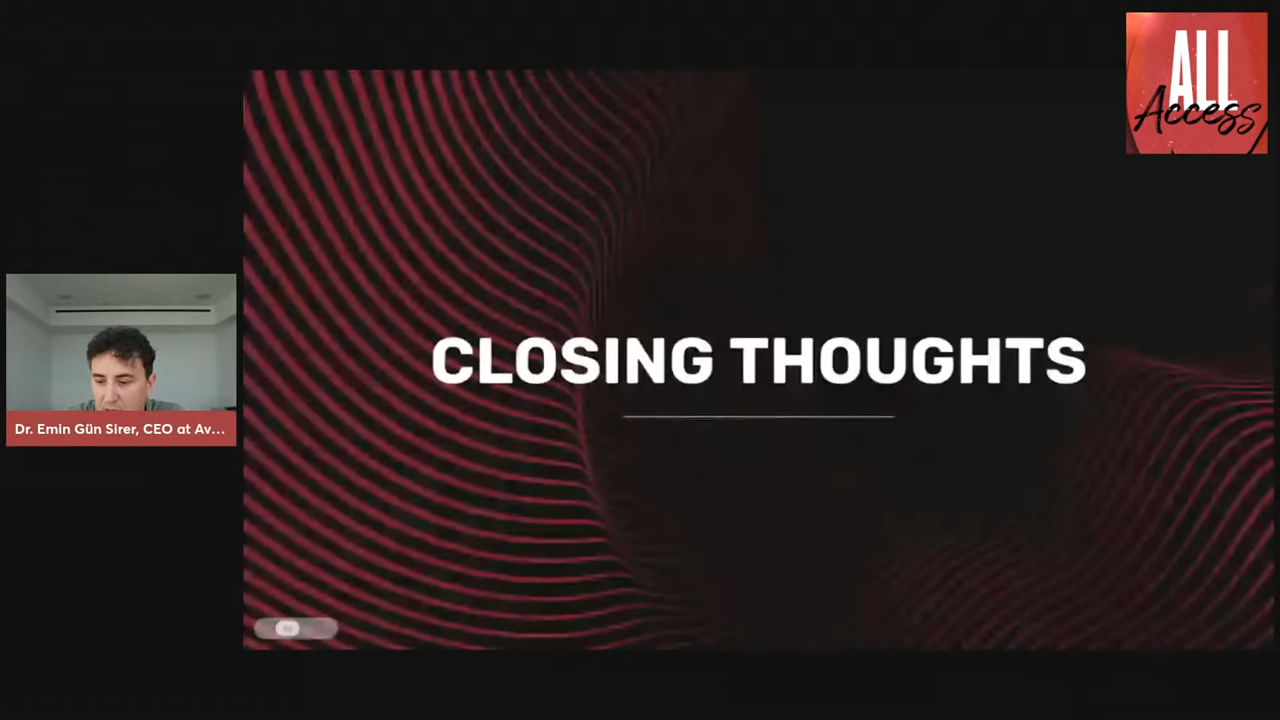 ALL
Access
CLOSING THOUGHTS
Dr. Emin Gün Sirer, CEO at Av...